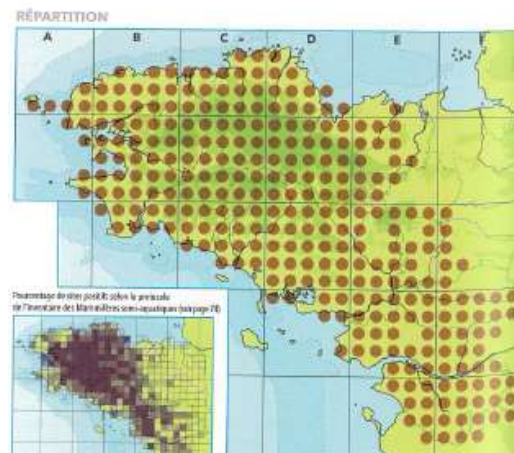 RÉPARTITION
A B C D E F
Pourcentage de sites positifs selon le protocole
de l'Inventaire des Mammifères semi-aquatiques (voir page 78)